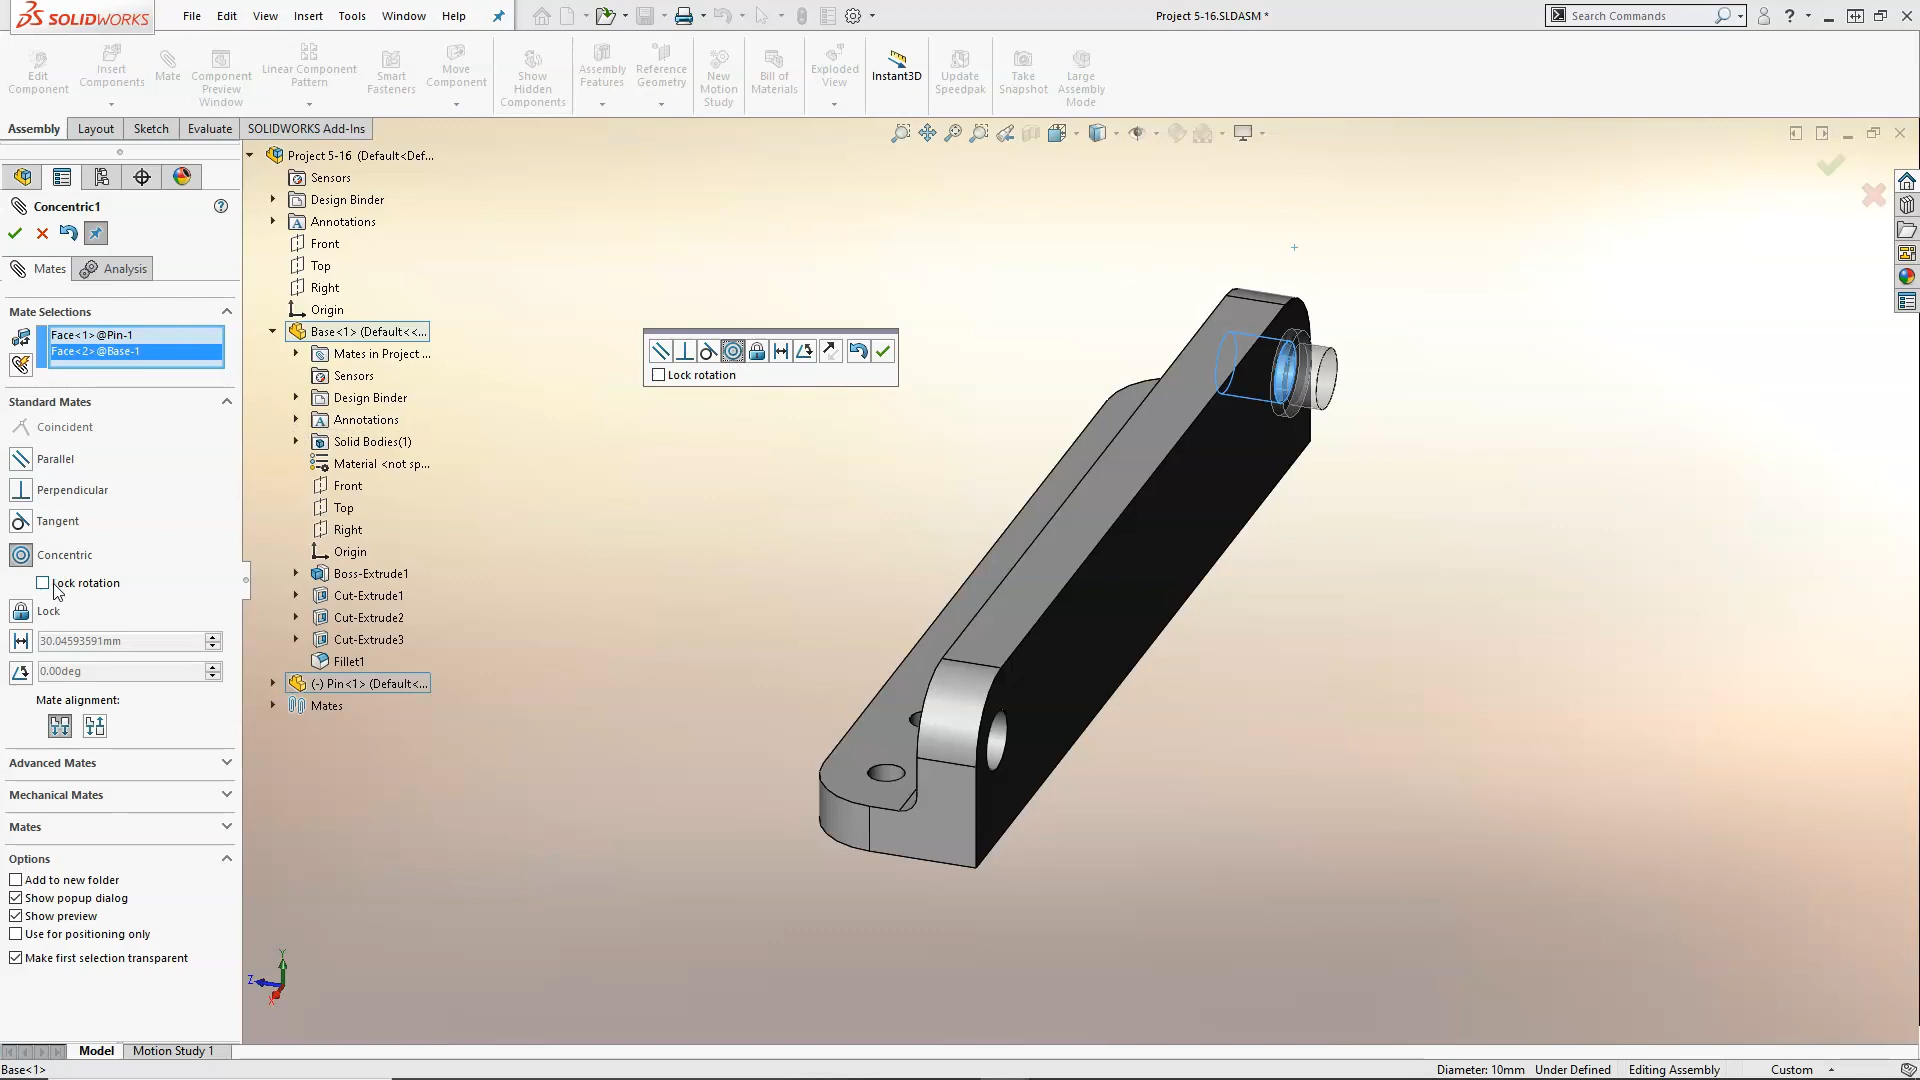 SOLIDWORKS
File Edit View Insert Tools Window Help
Project 5-16.SLDASM *
Search Commands
Edit Component
Insert Components
Mate
Component Preview Window
Linear Component Pattern
Smart Fasteners
Move Component
Show Hidden Components
Assembly Features
Reference Geometry
New Motion Study
Bill of Materials
Exploded View
Instant3D
Update Speedpak
Take Snapshot
Large Assembly Mode
Assembly Layout Sketch Evaluate SOLIDWORKS Add-Ins
Concentric1
Mates Analysis
Mate Selections
Face<1>@Pin-1
Face<2>@Base-1
Standard Mates
Coincident
Parallel
Perpendicular
Tangent
Concentric
Lock rotation
Lock
30.04593591mm
0.00deg
Mate alignment:
Advanced Mates
Mechanical Mates
Mates
Options
Add to new folder
Show popup dialog
Show preview
Use for positioning only
Make first selection transparent
Project 5-16 (Default<Def...
Sensors
Design Binder
Annotations
Front
Top
Right
Origin
Base<1> (Default<<...
Mates in Project ...
Sensors
Design Binder
Annotations
Solid Bodies(1)
Material <not sp...
Front
Top
Right
Origin
Boss-Extrude1
Cut-Extrude1
Cut-Extrude2
Cut-Extrude3
Fillet1
(-) Pin<1> (Default<...
Mates
Lock rotation
Y
Z
X
Model Motion Study 1
Base<1>
Diameter: 10mm Under Defined Editing Assembly Custom